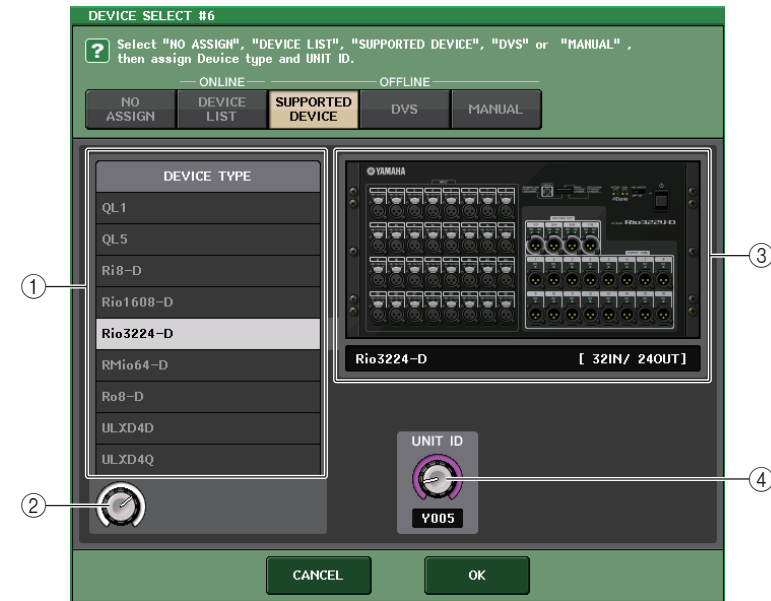 DEVICE SELECT #6
? Select "NO ASSIGN", "DEVICE LIST", "SUPPORTED DEVICE", "DVS" or "MANUAL" ,
then assign Device type and UNIT ID.
ONLINE OFFLINE
NO ASSIGN
DEVICE LIST
SUPPORTED DEVICE
DVS
MANUAL
DEVICE TYPE
QL1
QL5
Ri8-D
Rio1608-D
Rio3224-D
RMio64-D
Ro8-D
ULXD4D
ULXD4Q
YAMAHA
Rio3224-D
Rio3224-D [ 32IN/ 24OUT]
UNIT ID
Y005
CANCEL
OK
①
②
③
④